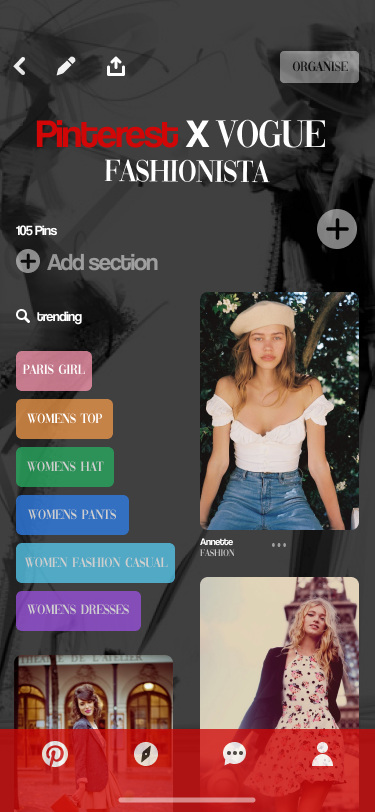 ORGANISE
Pinterest X VOGUE
FASHIONISTA
105 Pins
Add section
trending
PARIS GIRL
WOMENS TOP
WOMENS HAT
WOMENS PANTS
WOMEN FASHION CASUAL
WOMENS DRESSES
Annette
FASHION
THEATRE DE L'ATELIER